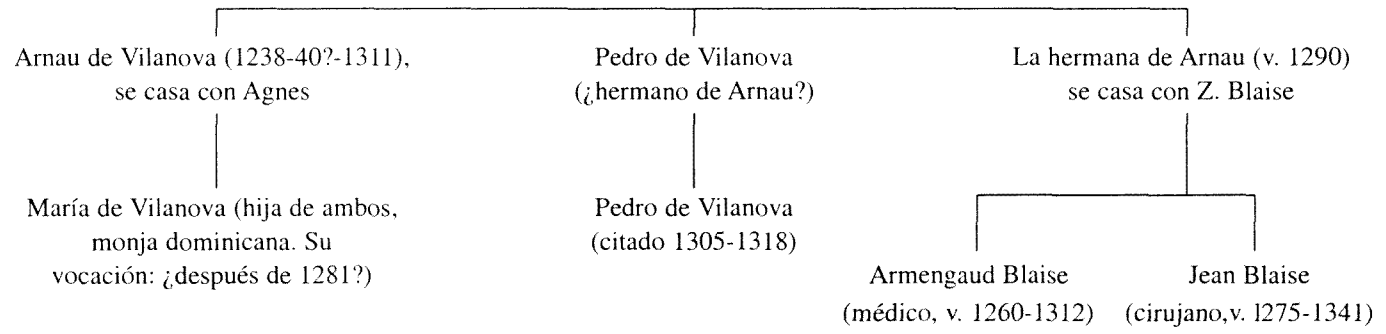 Arnau de Vilanova (1238-40?-1311),
se casa con Agnes
Pedro de Vilanova
(¿hermano de Arnau?)
La hermana de Arnau (v. 1290)
se casa con Z. Blaise
María de Vilanova (hija de ambos,
monja dominicana. Su
vocación: ¿después de 1281?)
Pedro de Vilanova
(citado 1305-1318)
Armengaud Blaise
(médico, v. 1260-1312)
Jean Blaise
(cirujano,v. 1275-1341)